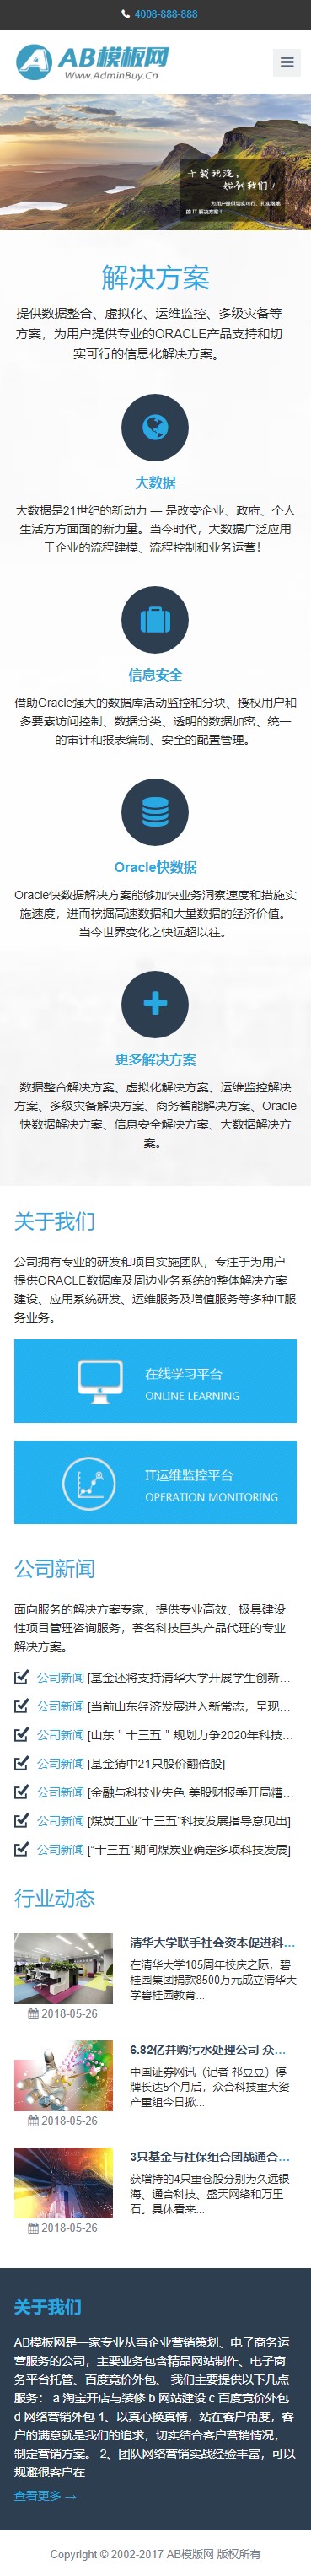 4008-888-888
AB模板网
Www.AdminBuy.Cn
十载积淀，
松制我们！
为用户提供切实可行、扎实落地
的 IT 解决方案！
解决方案
提供数据整合、虚拟化、运维监控、多级灾备等
方案，为用户提供专业的ORACLE产品支持和切
实可行的信息化解决方案。
大数据
大数据是21世纪的新动力 — 是改变企业、政府、个人
生活方方面面的新力量。当今时代，大数据广泛应用
于企业的流程建模、流程控制和业务运营！
信息安全
借助Oracle强大的数据库活动监控和分块、授权用户和
多要素访问控制、数据分类、透明的数据加密、统一
的审计和报表编制、安全的配置管理。
Oracle快数据
Oracle快数据解决方案能够加快业务洞察速度和措施实
施速度，进而挖掘高速数据和大量数据的经济价值。
当今世界变化之快远超以往。
更多解决方案
数据整合解决方案、虚拟化解决方案、运维监控解决
方案、多级灾备解决方案、商务智能解决方案、Oracle
快数据解决方案、信息安全解决方案、大数据解决方
案。
关于我们
公司拥有专业的研发和项目实施团队，专注于为用户
提供ORACLE数据库及周边业务系统的整体解决方案
建设、应用系统研发、运维服务及增值服务等多种IT服
务业务。
在线学习平台
ONLINE LEARNING
IT运维监控平台
OPERATION MONITORING
公司新闻
面向服务的解决方案专家，提供专业高效、极具建设
性项目管理咨询服务，著名科技巨头产品代理的专业
解决方案。
公司新闻 [基金还将支持清华大学开展学生创新...
公司新闻 [当前山东经济发展进入新常态，呈现...
公司新闻 [山东＂十三五＂规划力争2020年科技...
公司新闻 [基金猜中21只股价翻倍股]
公司新闻 [金融与科技业失色 美股财报季开局糟...
公司新闻 [煤炭工业“十三五”科技发展指导意见出]
公司新闻 [“十三五”期间煤炭业确定多项科技发展]
行业动态
清华大学联手社会资本促进科...
在清华大学105周年校庆之际，碧
桂园集团捐款8500万元成立清华大
学碧桂园教育...
2018-05-26
6.82亿并购污水处理公司 众...
中国证券网讯（记者 祁豆豆）停
牌长达5个月后，众合科技重大资
产重组今日掀...
2018-05-26
3只基金与社保组合团战通合...
获增持的4只重仓股分别为久远银
海、通合科技、盛天网络和万里
石。具体看来...
2018-05-26
关于我们
AB模板网是一家专业从事企业营销策划、电子商务运
营服务的公司，主要业务包含精品网站制作、电子商
务平台托管、百度竞价外包、 我们主要提供以下几点
服务： a 淘宝开店与装修 b 网站建设 c 百度竞价外包
d 网络营销外包 1、以真心换真情，站在客户角度，客
户的满意就是我们的追求，切实结合客户营销情况，
制定营销方案。 2、团队网络营销实战经验丰富，可以
规避很客户在...
查看更多 →
Copyright © 2002-2017 AB模版网 版权所有